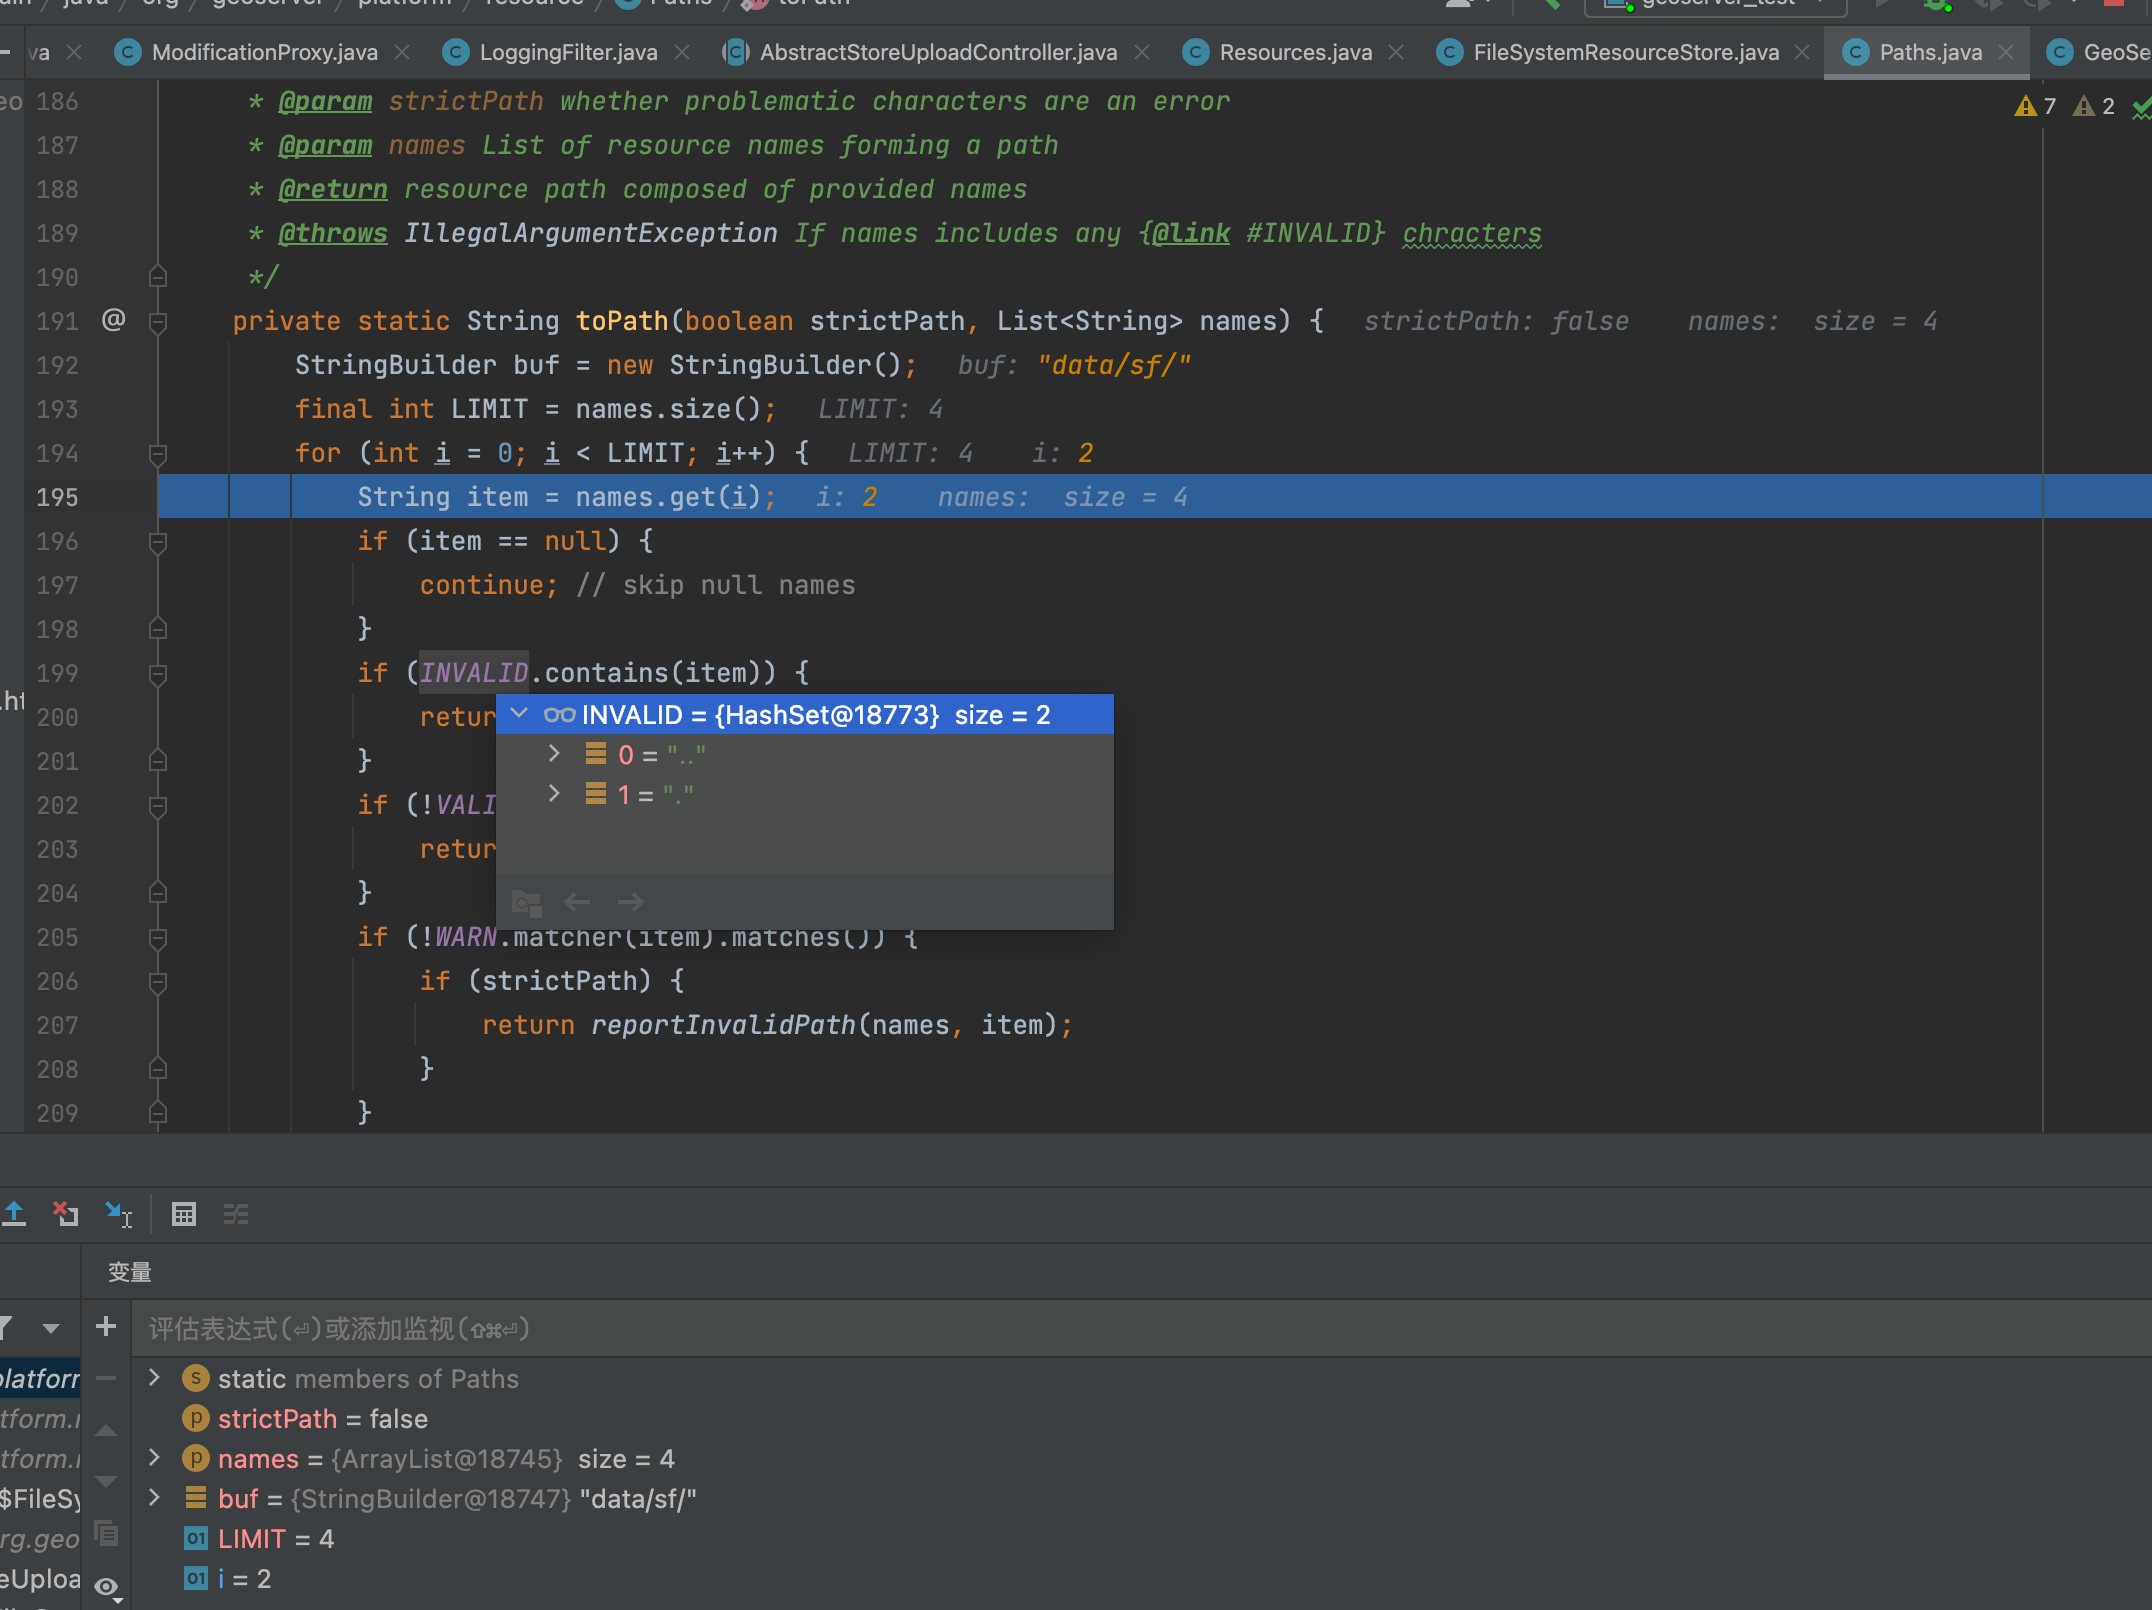 java / org / geoserver / platform / resource / Paths / toPath geoserver_test
va ModificationProxy.java LoggingFilter.java AbstractStoreUploadController.java Resources.java FileSystemResourceStore.java Paths.java GeoSe
186 * @param strictPath whether problematic characters are an error 7 2
187 * @param names List of resource names forming a path
188 * @return resource path composed of provided names
189 * @throws IllegalArgumentException If names includes any {@link #INVALID} chracters
190 */
191 @ private static String toPath(boolean strictPath, List<String> names) { strictPath: false names: size = 4
192 StringBuilder buf = new StringBuilder(); buf: "data/sf/"
193 final int LIMIT = names.size(); LIMIT: 4
194 for (int i = 0; i < LIMIT; i++) { LIMIT: 4 i: 2
195 String item = names.get(i); i: 2 names: size = 4
196 if (item == null) {
197 continue; // skip null names
198 }
199 if (INVALID.contains(item)) {
200 retur
INVALID = {HashSet@18773} size = 2
0 = ".."
1 = "."
201 }
202 if (!VALI
203 retur
204 }
205 if (!WARN.matcher(item).matches()) {
206 if (strictPath) {
207 return reportInvalidPath(names, item);
208 }
209 }
变量
评估表达式(⏎)或添加监视(⇧⌘⏎)
platforr static members of Paths
tform.r strictPath = false
tform.r names = {ArrayList@18745} size = 4
$FileSy buf = {StringBuilder@18747} "data/sf/"
rg.geo LIMIT = 4
eUploa i = 2